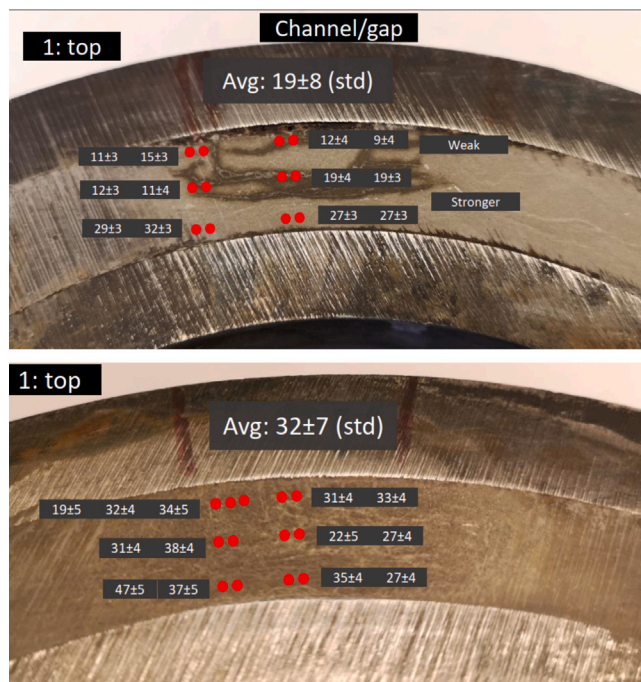 Channel/gap
1: top
Avg: 19±8 (std)
11±3 15±3
12±4 9±4
Weak
12±3 11±4
19±4 19±3
Stronger
29±3 32±3
27±3 27±3
1: top
Avg: 32±7 (std)
19±5 32±4 34±5
31±4 33±4
31±4 38±4
22±5 27±4
47±5 37±5
35±4 27±4